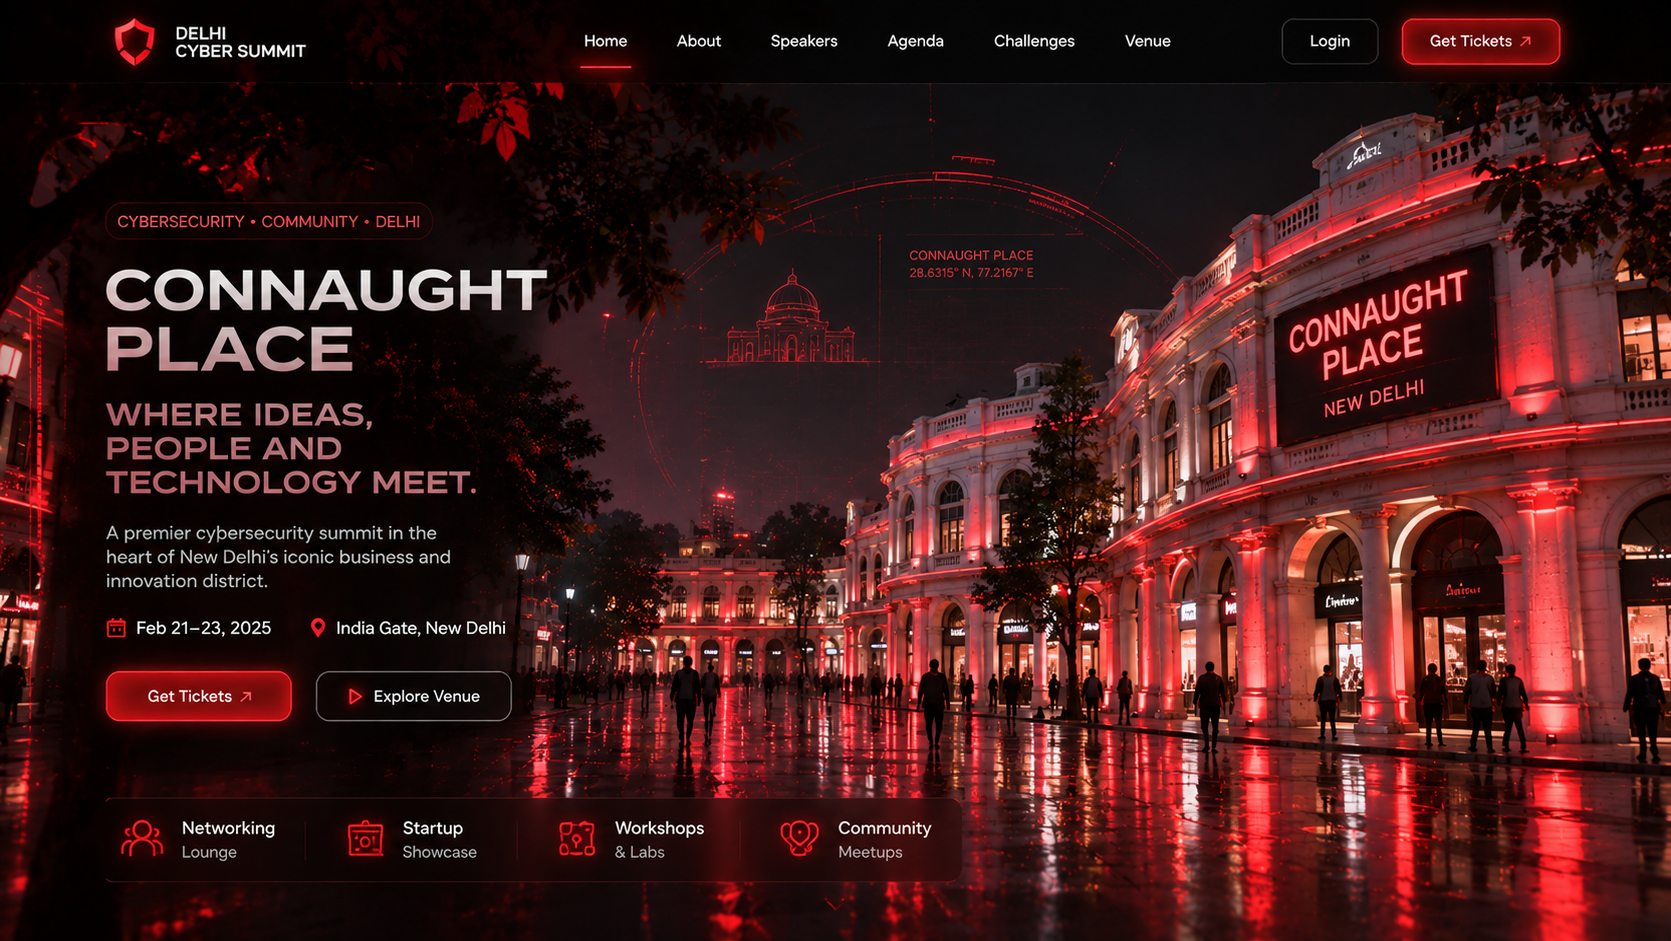 DELHI
CYBER SUMMIT
Home
About
Speakers
Agenda
Challenges
Venue
Login
Get Tickets
CYBERSECURITY • COMMUNITY • DELHI
CONNAUGHT
PLACE
WHERE IDEAS,
PEOPLE AND
TECHNOLOGY MEET.
A premier cybersecurity summit in the
heart of New Delhi's iconic business and
innovation district.
Feb 21–23, 2025
India Gate, New Delhi
Get Tickets
Explore Venue
CONNAUGHT PLACE
28.6315° N, 77.2167° E
CONNAUGHT
PLACE
NEW DELHI
Networking
Lounge
Startup
Showcase
Workshops
& Labs
Community
Meetups